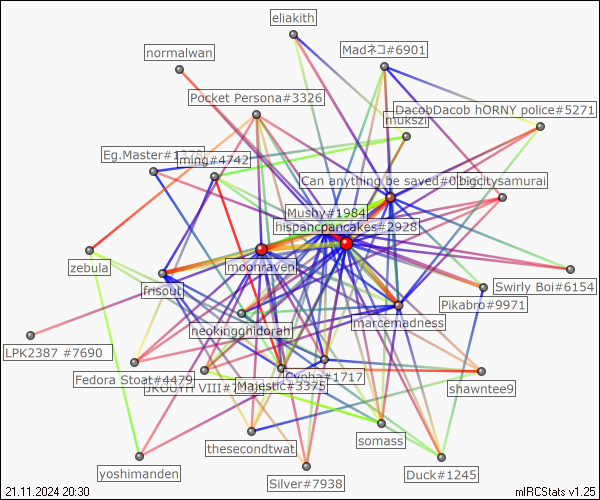 eliakith
normalwan
Madネコ#6901
Pocket Persona#3326
DacobDacob hORNY police#5271
mukszi
Eg.Master#1378
ming#4742
Can anything be saved#0
bigcitysamurai
Mushy#1984
hispancpancakes#2928
moonraven
zebula
frisout
Swirly Boi#6154
Pikabro#9971
neokingghidorah
marcemadness
LPK2387 #7690
Fedora Stoat#4479
JKOUTH VIII#7
Majestic#3375
Cypha#1717
shawntee9
thesecondtwat
somass
yoshimanden
Silver#7938
Duck#1245
21.11.2024 20:30
mIRCStats v1.25